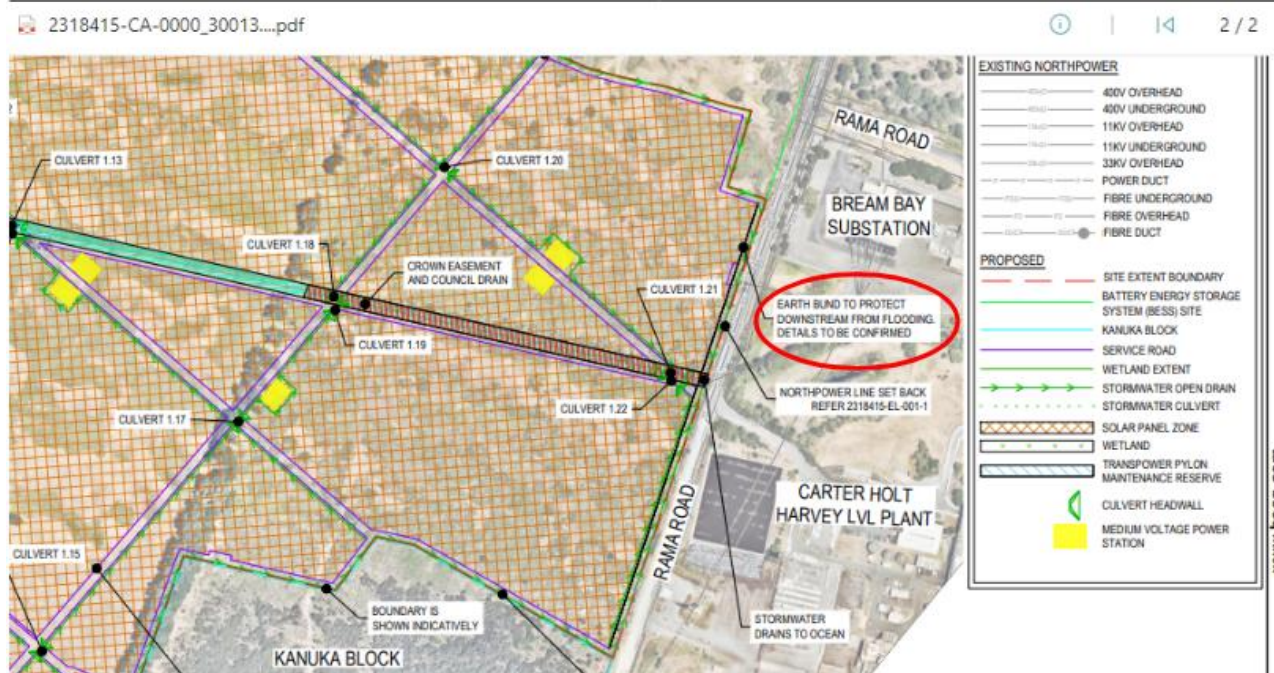 2318415-CA-0000_30013....pdf
2 / 2
CULVERT 1.13
CULVERT 1.20
CULVERT 1.18
CROWN EASEMENT
AND COUNCIL DRAIN
CULVERT 1.19
CULVERT 1.21
CULVERT 1.22
CULVERT 1.17
CULVERT 1.15
BOUNDARY IS
SHOWN INDICATIVELY
KANUKA BLOCK
RAMA ROAD
BREAM BAY
SUBSTATION
EARTH BUND TO PROTECT
DOWNSTREAM FROM FLOODING.
DETAILS TO BE CONFIRMED
NORTHPOWER LINE SET BACK
REFER 2318415-EL-001-1
CARTER HOLT
HARVEY LVL PLANT
RAMA ROAD
STORMWATER
DRAINS TO OCEAN
EXISTING NORTHPOWER
400V OVERHEAD
400V UNDERGROUND
11KV OVERHEAD
11KV UNDERGROUND
33KV OVERHEAD
POWER DUCT
FIBRE UNDERGROUND
FIBRE OVERHEAD
FIBRE DUCT
PROPOSED
SITE EXTENT BOUNDARY
BATTERY ENERGY STORAGE
SYSTEM (BESS) SITE
KANUKA BLOCK
SERVICE ROAD
WETLAND EXTENT
STORMWATER OPEN DRAIN
STORMWATER CULVERT
SOLAR PANEL ZONE
WETLAND
TRANSPOWER PYLON
MAINTENANCE RESERVE
CULVERT HEADWALL
MEDIUM VOLTAGE POWER
STATION